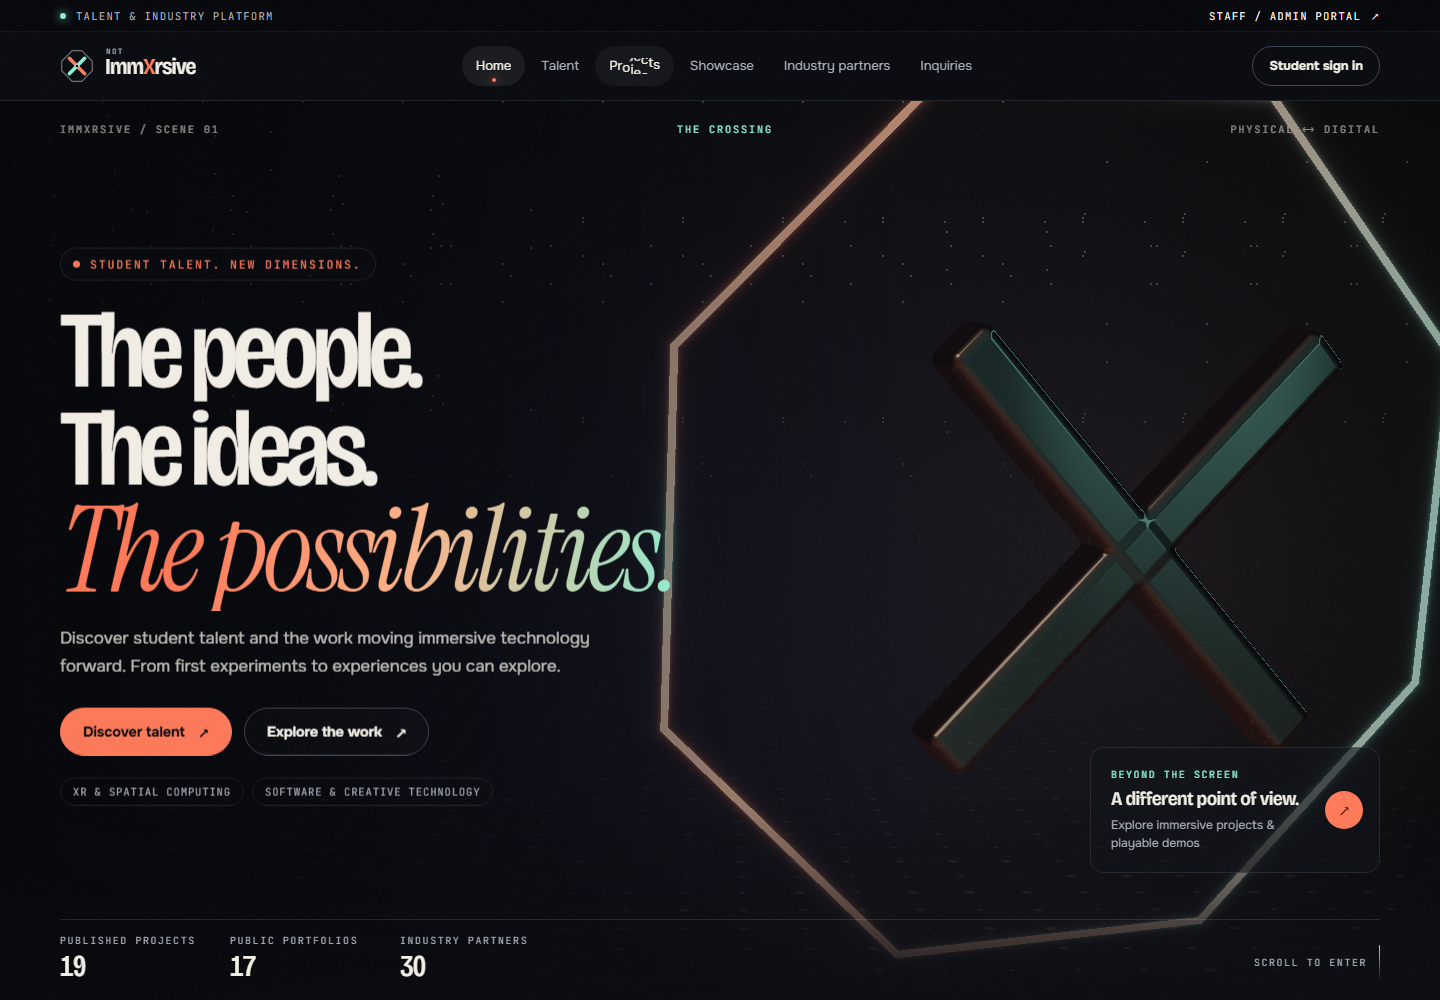 TALENT & INDUSTRY PLATFORM
STAFF / ADMIN PORTAL ↗
NOT
ImmXrsive
Home
Talent
Projects
Showcase
Industry partners
Inquiries
Student sign in
IMMXRSIVE / SCENE 01
THE CROSSING
PHYSICAL ↔ DIGITAL
STUDENT TALENT. NEW DIMENSIONS.
The people.
The ideas.
The possibilities.
Discover student talent and the work moving immersive technology
forward. From first experiments to experiences you can explore.
Discover talent ↗
Explore the work ↗
XR & SPATIAL COMPUTING
SOFTWARE & CREATIVE TECHNOLOGY
BEYOND THE SCREEN
A different point of view.
Explore immersive projects &
playable demos
↗
PUBLISHED PROJECTS
19
PUBLIC PORTFOLIOS
17
INDUSTRY PARTNERS
30
SCROLL TO ENTER